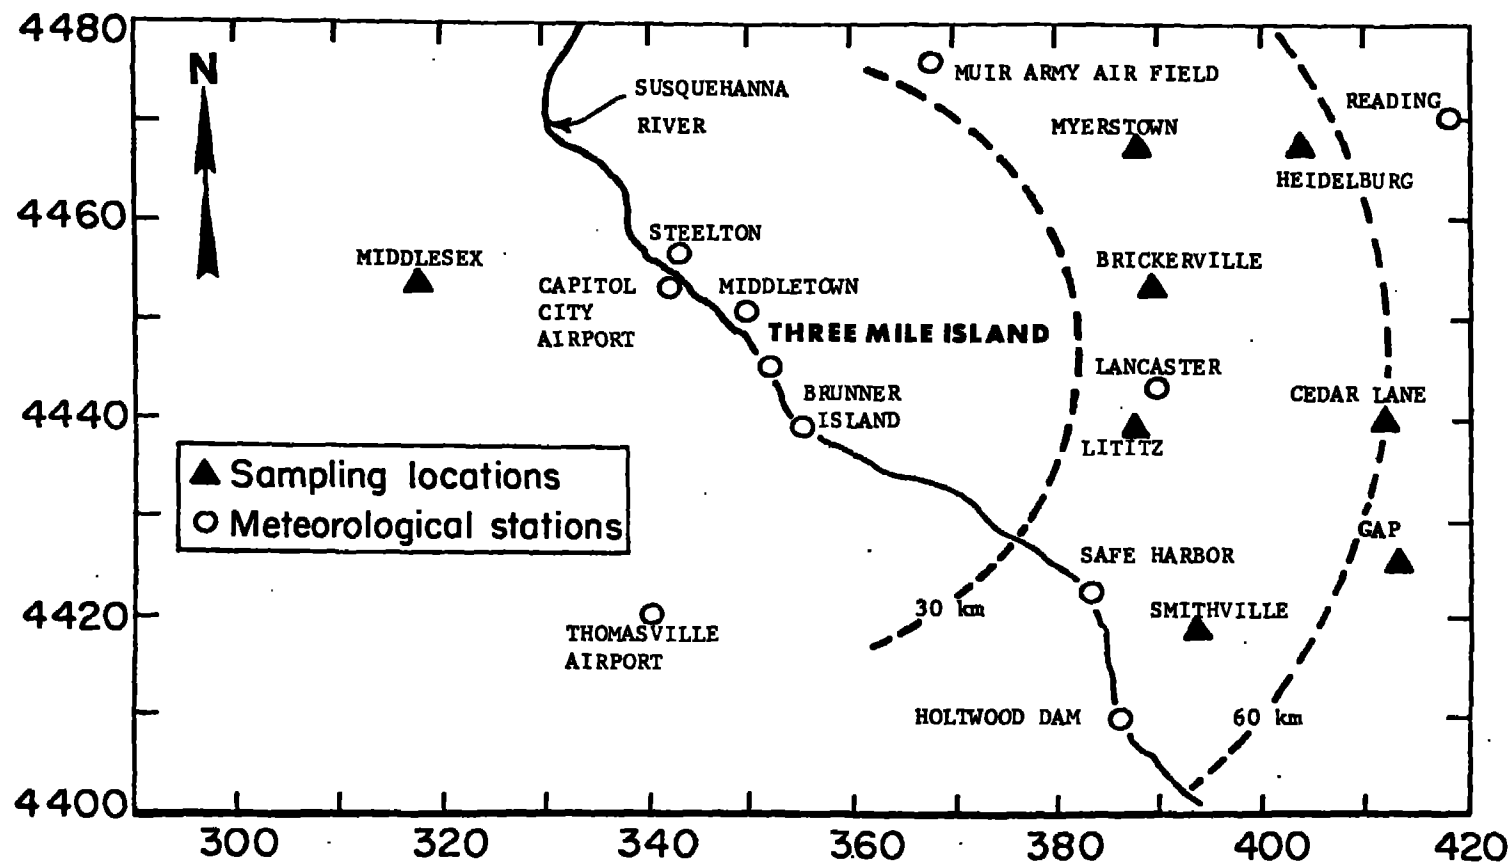 4480
N
MUIR ARMY AIR FIELD
SUSQUEHANNA
RIVER
READING
MYERSTOWN
HEIDELBURG
4460
STEELTON
MIDDLESEX
BRICKERVILLE
CAPITOL
CITY
AIRPORT
MIDDLETOWN
THREE MILE ISLAND
LANCASTER
BRUNNER
ISLAND
CEDAR LANE
4440
LITITZ
Sampling locations
Meteorological stations
GAP
SAFE HARBOR
30 km
SMITHVILLE
4420
THOMASVILLE
AIRPORT
HOLTWOOD DAM
60 km
4400
300 320 340 360 380 400 420